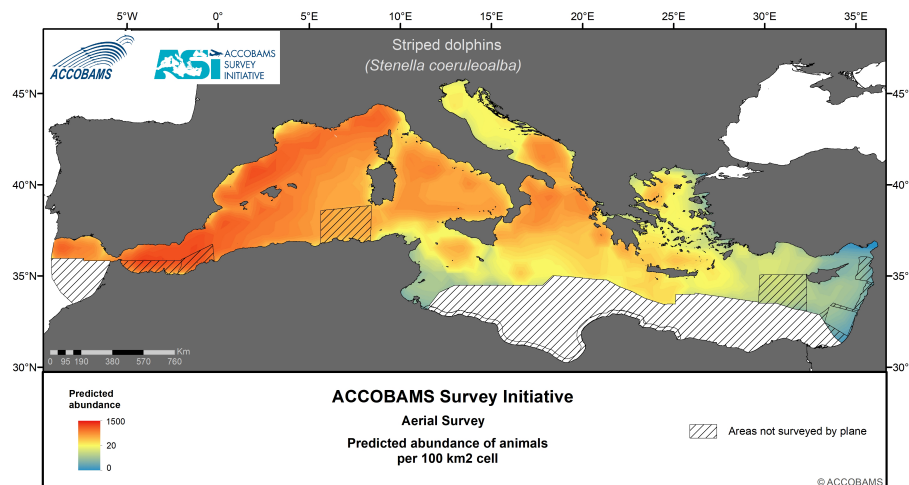 5°W 0° 5°E 10°E 15°E 20°E 25°E 30°E 35°E
ACCOBAMS
ASI ACCOBAMS
SURVEY
INITIATIVE
Striped dolphins
(Stenella coeruleoalba)
45°N 45°
40°N 40°
35°N 35°
30°N 30°
Km
0 95 190 380 570 760
Predicted
abundance
1500
20
0
ACCOBAMS Survey Initiative
Aerial Survey
Predicted abundance of animals
per 100 km2 cell
Areas not surveyed by plane
© ACCOBAMS